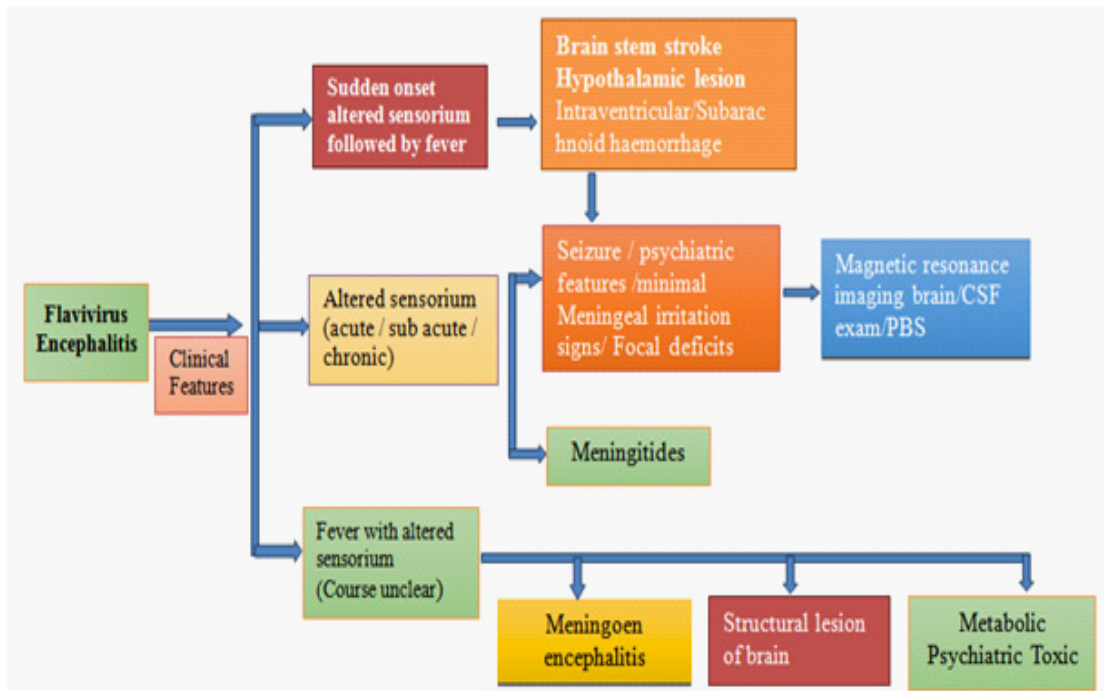 Flavivirus
Encephalitis
Clinical
Features
Sudden onset
altered sensorium
followed by fever
Brain stem stroke
Hypothalamic lesion
Intraventricular/Subarac
hnoid haemorrhage
Altered sensorium
(acute / sub acute /
chronic)
Seizure / psychiatric
features /minimal
Meningeal irritation
signs/ Focal deficits
Magnetic resonance
imaging brain/CSF
exam/PBS
Meningitides
Fever with altered
sensorium
(Course unclear)
Meningoen
encephalitis
Structural lesion
of brain
Metabolic
Psychiatric Toxic